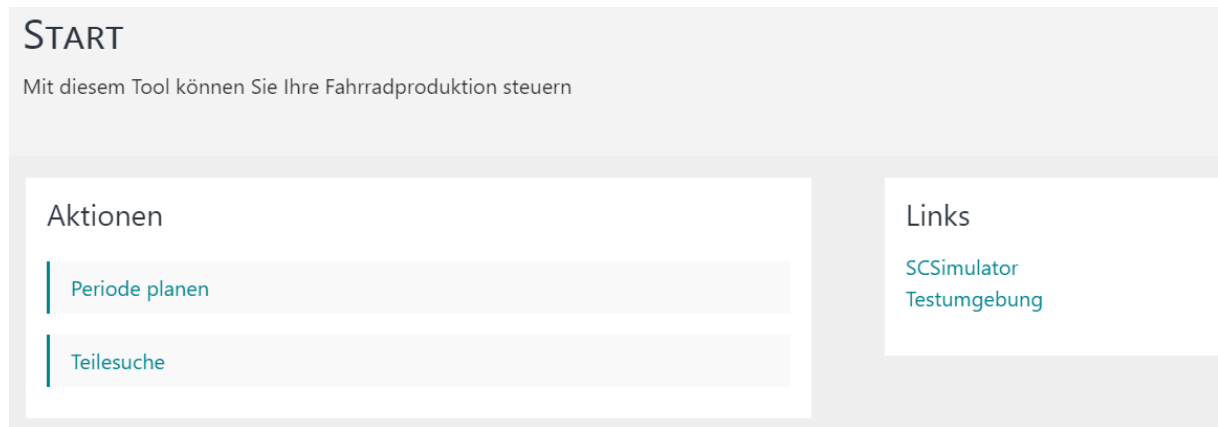 START
Mit diesem Tool können Sie Ihre Fahrradproduktion steuern
Aktionen
Periode planen
Teilesuche
Links
SCSimulator
Testumgebung